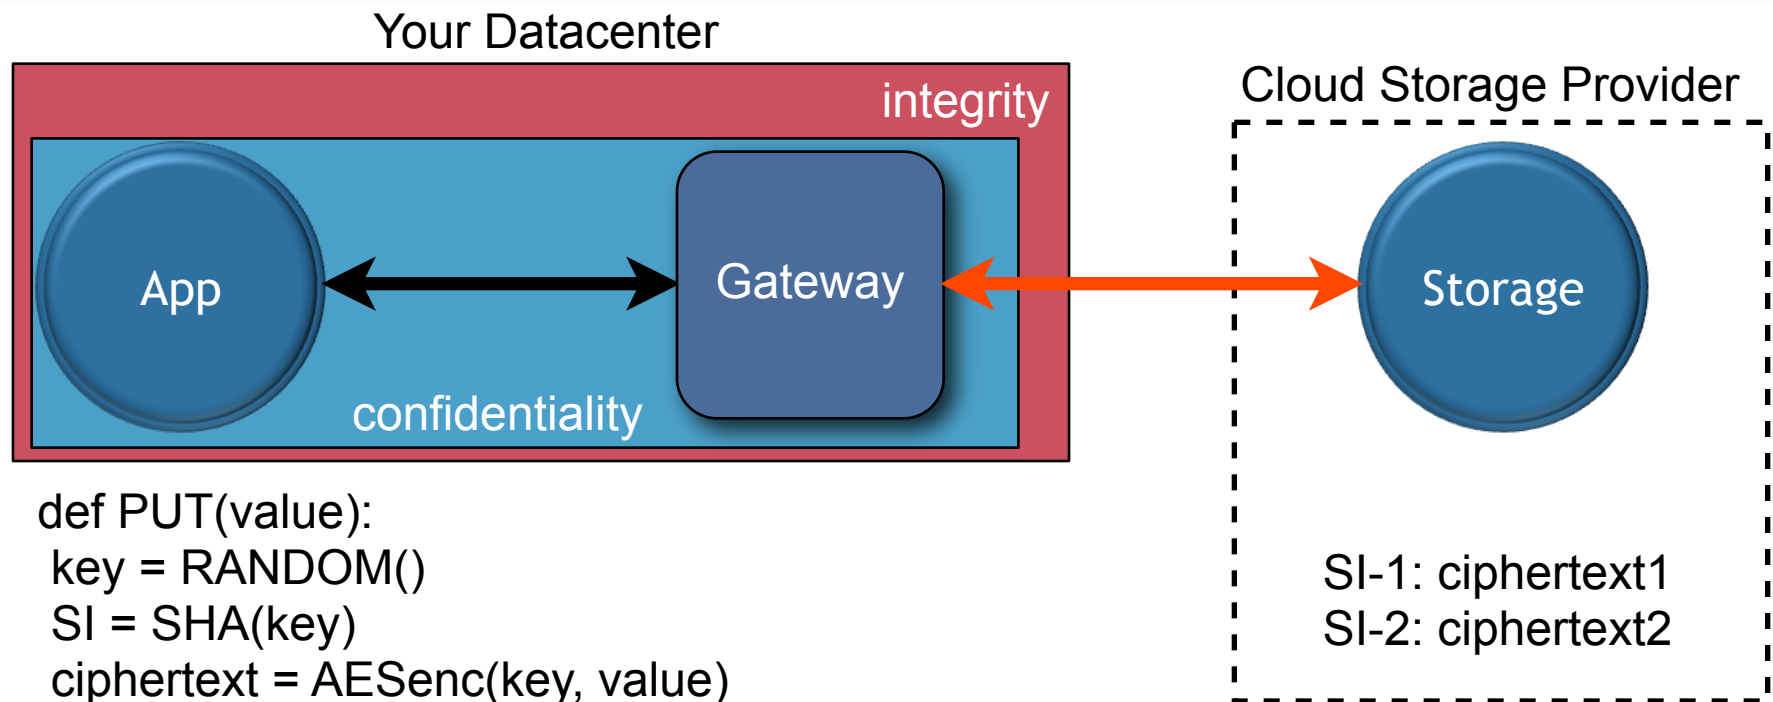 Your Datacenter
integrity
App
Gateway
confidentiality
Cloud Storage Provider
Storage
SI-1: ciphertext1
SI-2: ciphertext2
def PUT(value):
key = RANDOM()
SI = SHA(key)
ciphertext = AESenc(key, value)